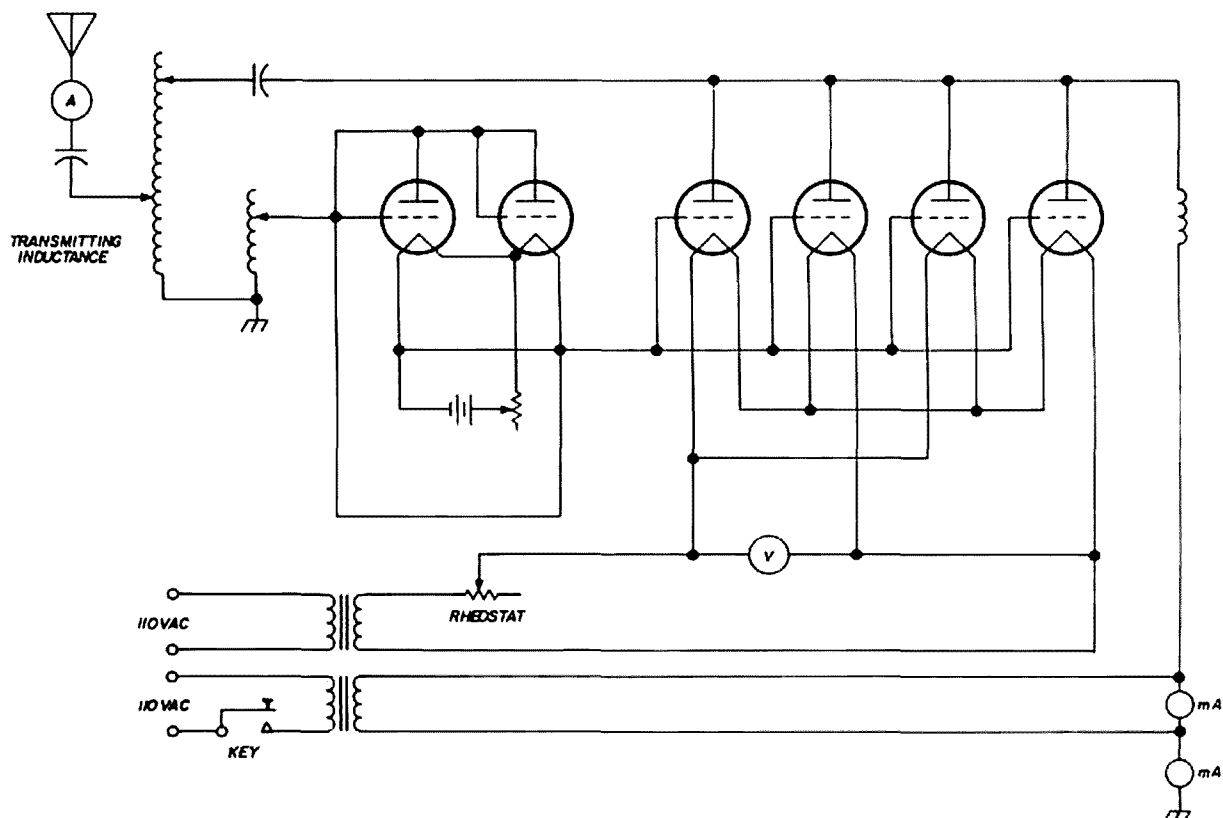 A
TRANSMITTING
INDUCTANCE
V
RHEOSTAT
110VAC
110VAC
KEY
mA
mA